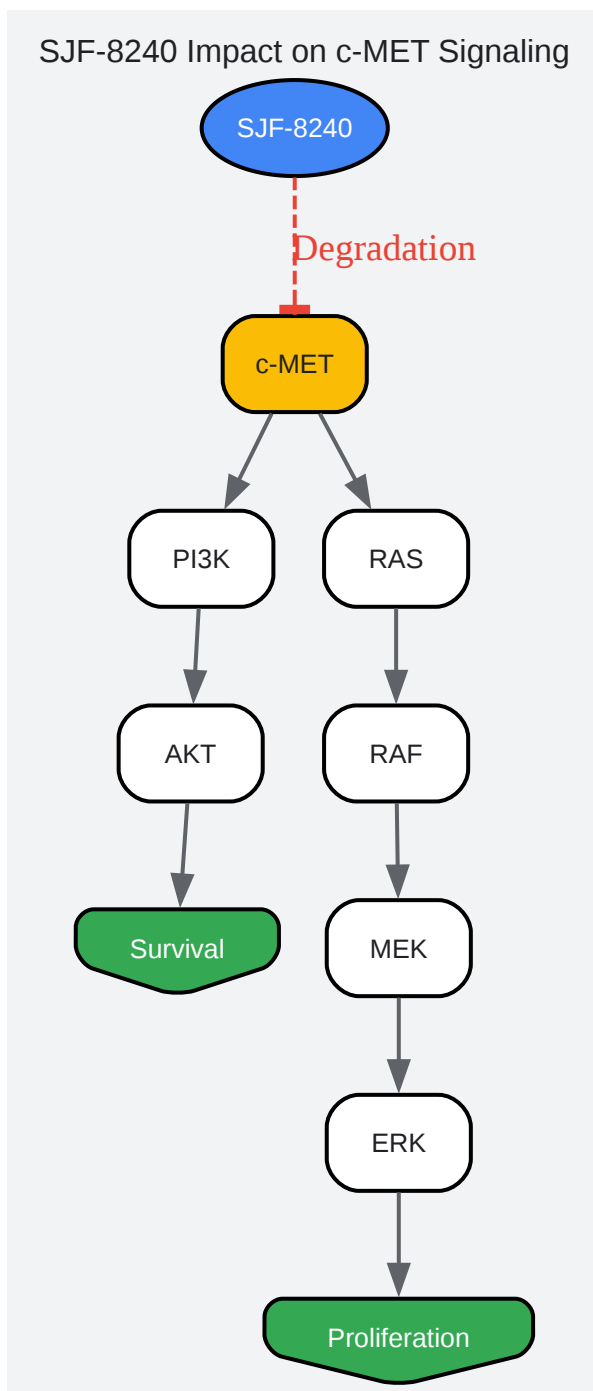 SJF-8240 Impact on c-MET Signaling
SJF-8240
Degradation
c-MET
PI3K
RAS
AKT
RAF
Survival
MEK
ERK
Proliferation